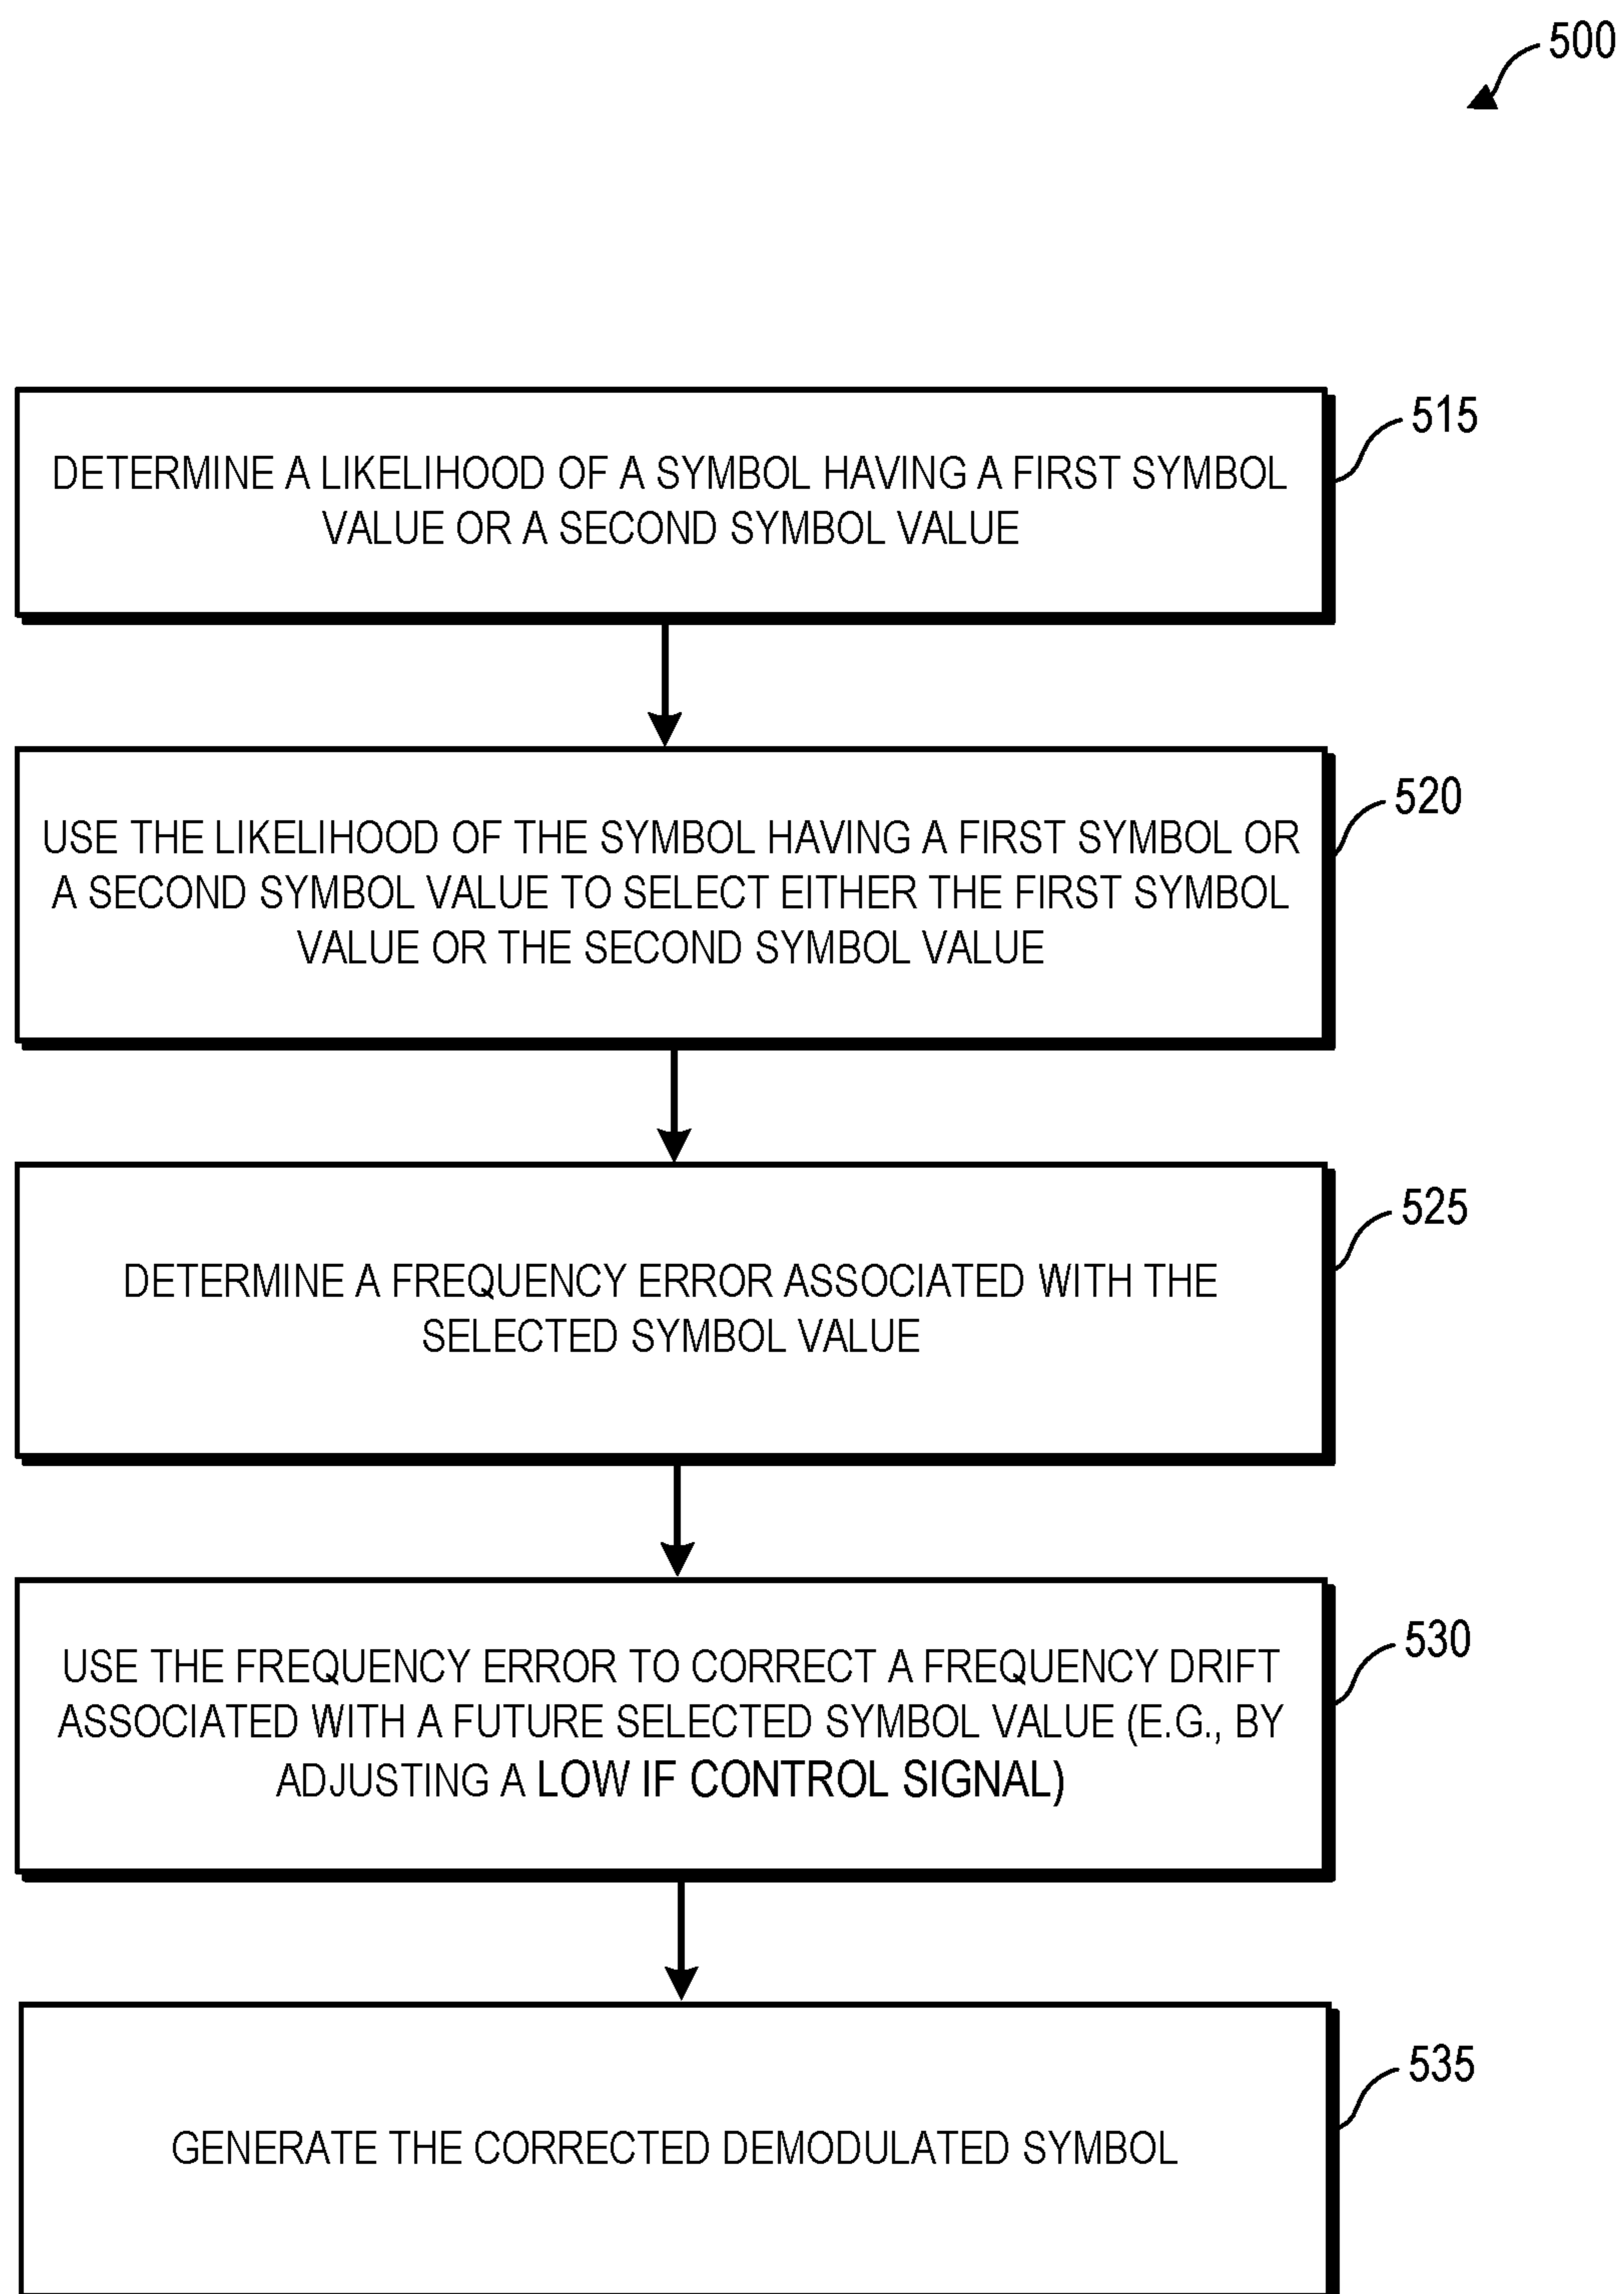 500
515
DETERMINE A LIKELIHOOD OF A SYMBOL HAVING A FIRST SYMBOL
VALUE OR A SECOND SYMBOL VALUE
520
USE THE LIKELIHOOD OF THE SYMBOL HAVING A FIRST SYMBOL OR
A SECOND SYMBOL VALUE TO SELECT EITHER THE FIRST SYMBOL
VALUE OR THE SECOND SYMBOL VALUE
525
DETERMINE A FREQUENCY ERROR ASSOCIATED WITH THE
SELECTED SYMBOL VALUE
530
USE THE FREQUENCY ERROR TO CORRECT A FREQUENCY DRIFT
ASSOCIATED WITH A FUTURE SELECTED SYMBOL VALUE (E.G., BY
ADJUSTING A LOW IF CONTROL SIGNAL)
535
GENERATE THE CORRECTED DEMODULATED SYMBOL